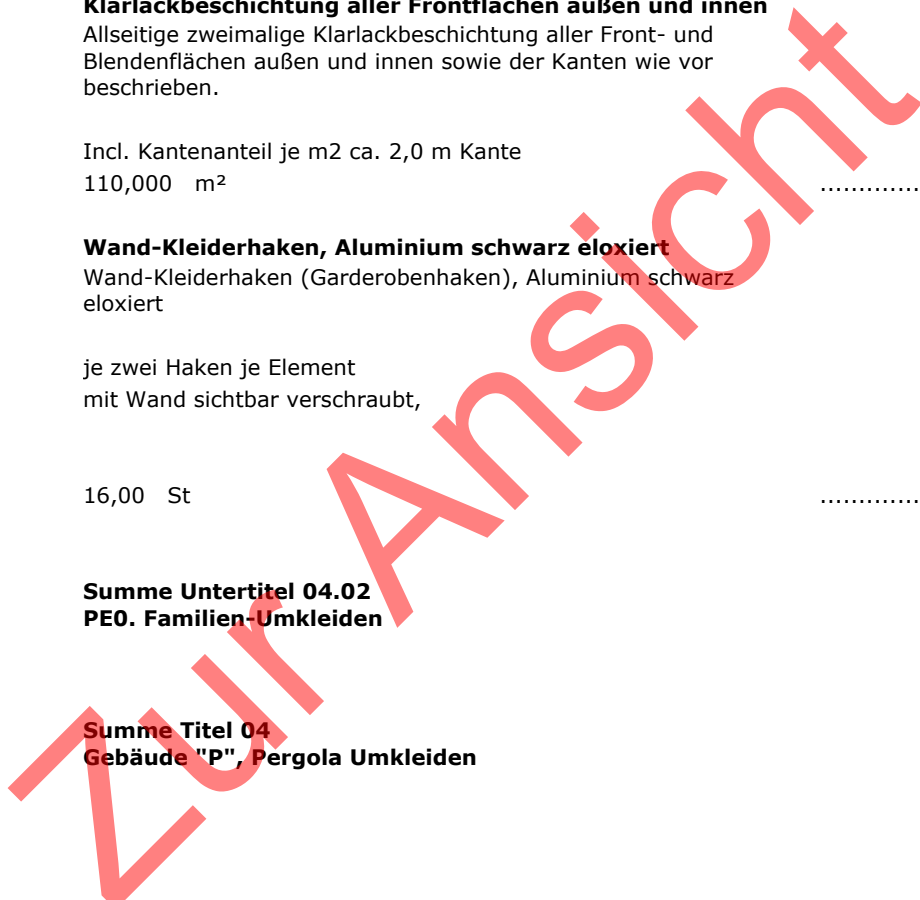 Klarlackbeschichtung aller Frontflächen außen und innen
Allseitige zweimalige Klarlackbeschichtung aller Front- und
Blendenflächen außen und innen sowie der Kanten wie vor
beschrieben.
Incl. Kantenanteil je m2 ca. 2,0 m Kante
110,000 m² .............
Wand-Kleiderhaken, Aluminium schwarz eloxiert
Wand-Kleiderhaken (Garderobenhaken), Aluminium schwarz
eloxiert
je zwei Haken je Element
mit Wand sichtbar verschraubt,
16,00 St .............
Summe Untertitel 04.02
PE0. Familien-Umkleiden
Summe Titel 04
Gebäude "P", Pergola Umkleiden
Zur Ansicht